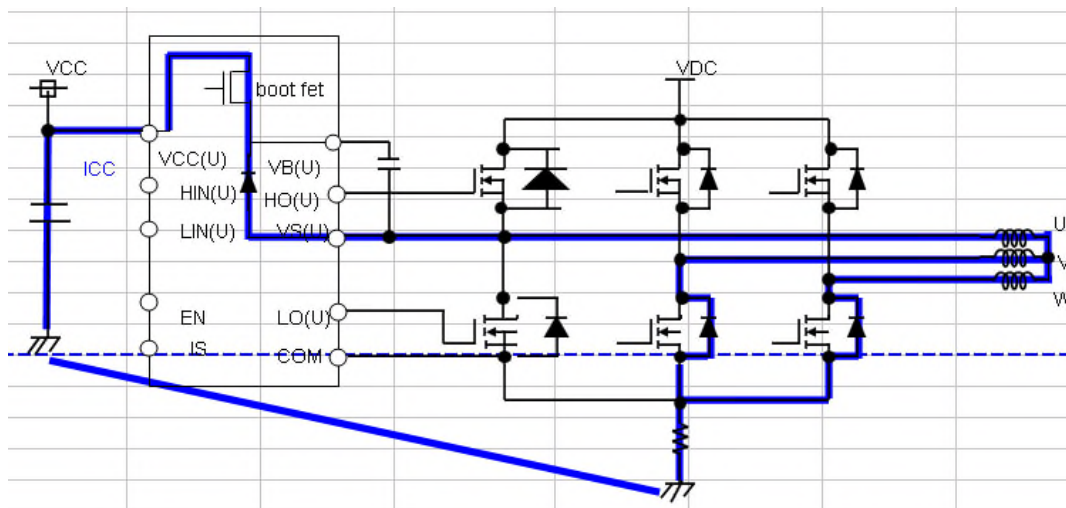 VCC
VDC
boot fet
ICC
VCC(U)
VB(U)
HIN(U)
HO(U)
LIN(U)
VS(U)
U
V
W
EN
LO(U)
IS
COM